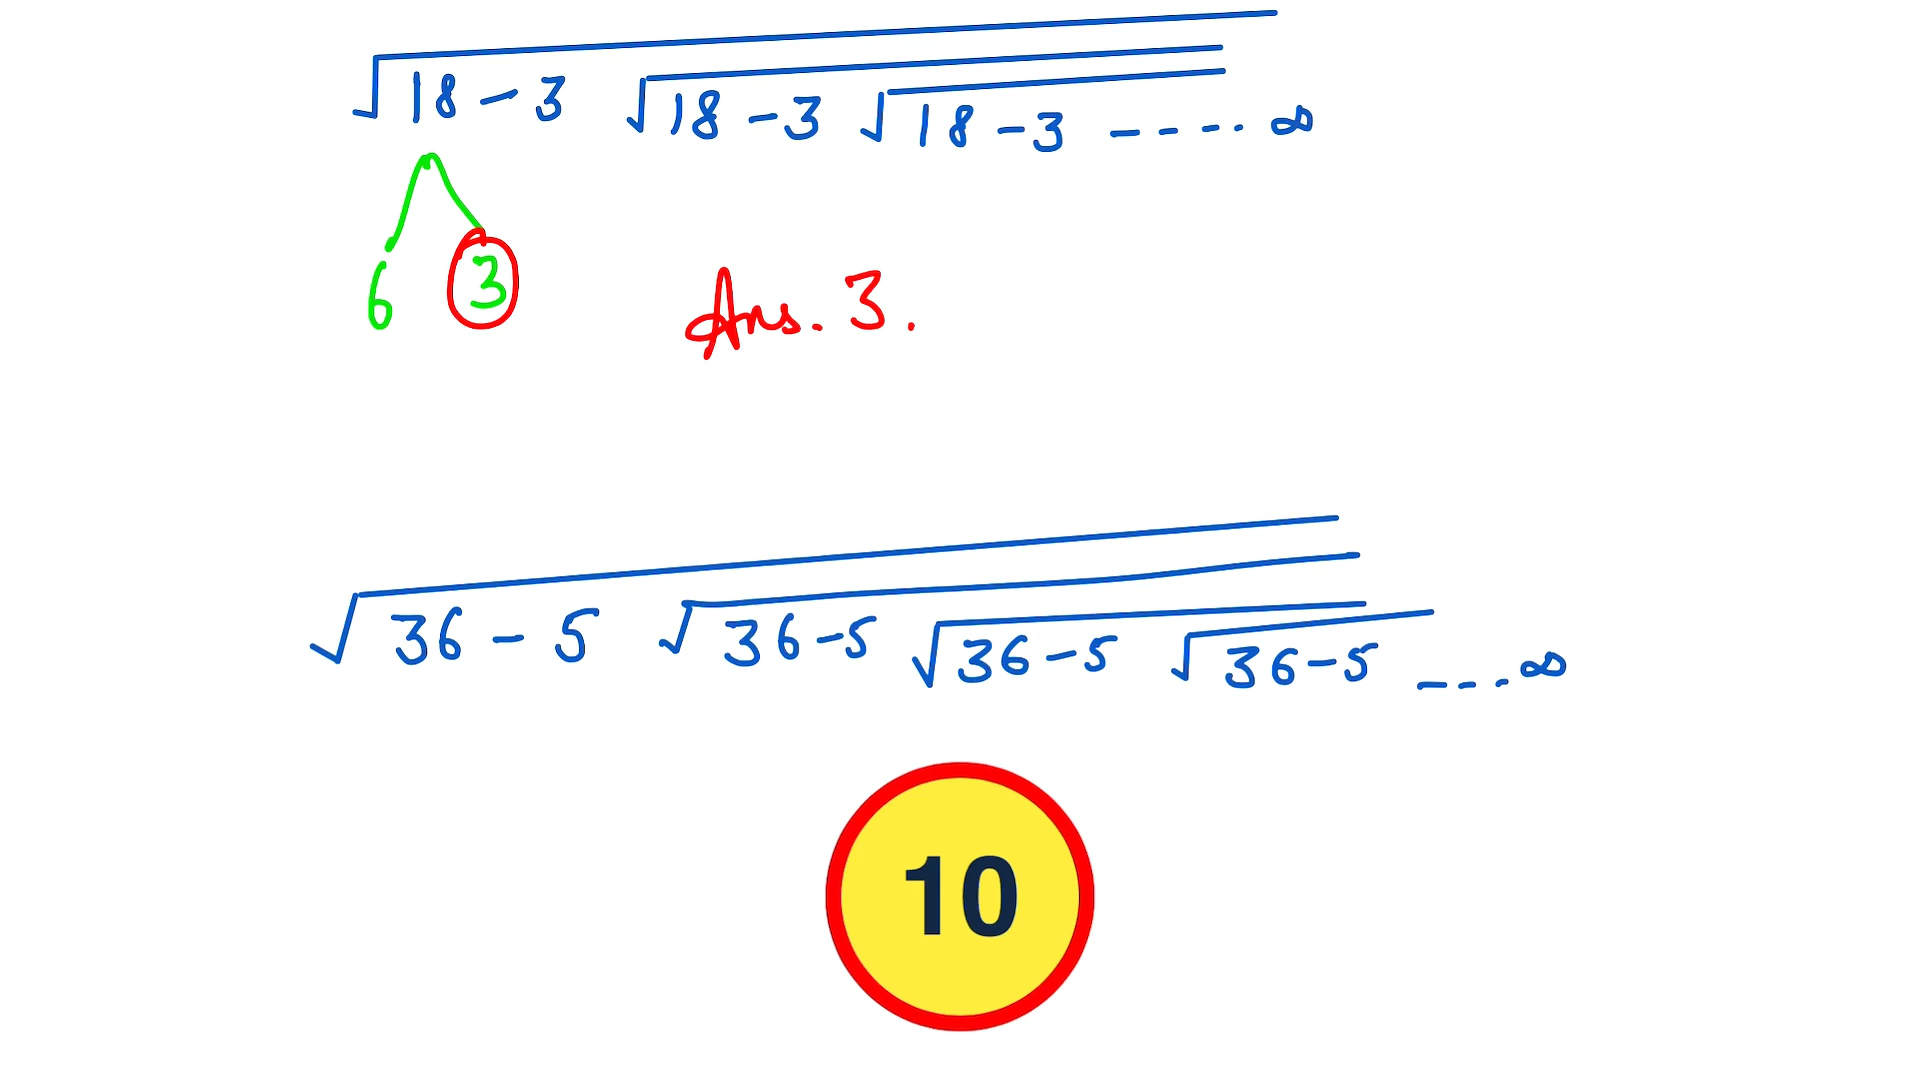 √18 - 3 √18 - 3 √18 - 3 - - - - ∞
6 3
Ans. 3.
√36 - 5 √36 - 5 √36 - 5 √36 - 5 - - - ∞
10